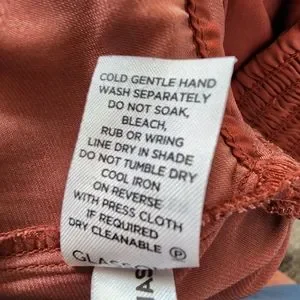 COLD GENTLE HAND
WASH SEPARATELY
DO NOT SOAK,
BLEACH,
RUB OR WRING
LINE DRY IN SHADE
DO NOT TUMBLE DRY
COOL IRON
ON REVERSE
WITH PRESS CLOTH
IF REQUIRED
DRY CLEANABLE Ⓟ